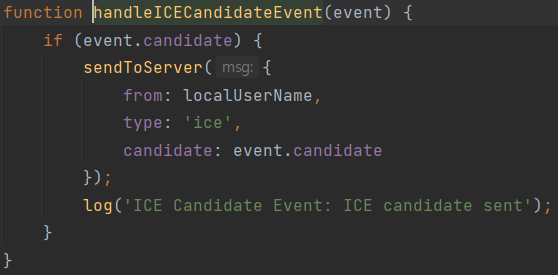 function handleICECandidateEvent(event) {
    if (event.candidate) {
        sendToServer( msg: {
            from: localUserName,
            type: 'ice',
            candidate: event.candidate
        });
        log('ICE Candidate Event: ICE candidate sent');
    }
}